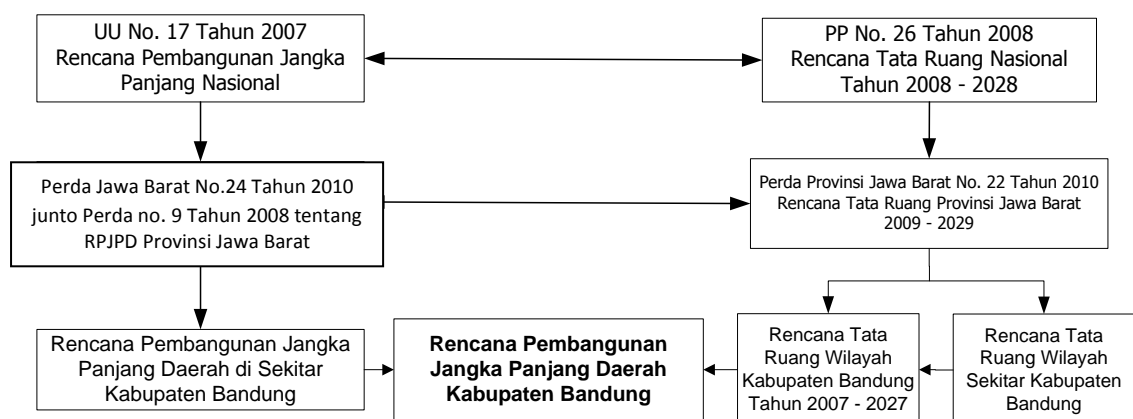 UU No. 17 Tahun 2007
Rencana Pembangunan Jangka
Panjang Nasional
PP No. 26 Tahun 2008
Rencana Tata Ruang Nasional
Tahun 2008 - 2028
Perda Jawa Barat No.24 Tahun 2010
junto Perda no. 9 Tahun 2008 tentang
RPJPD Provinsi Jawa Barat
Perda Provinsi Jawa Barat No. 22 Tahun 2010
Rencana Tata Ruang Provinsi Jawa Barat
2009 - 2029
Rencana Pembangunan Jangka
Panjang Daerah di Sekitar
Kabupaten Bandung
Rencana Pembangunan
Jangka Panjang Daerah
Kabupaten Bandung
Rencana Tata
Ruang Wilayah
Kabupaten Bandung
Tahun 2007 - 2027
Rencana Tata
Ruang Wilayah
Sekitar Kabupaten
Bandung